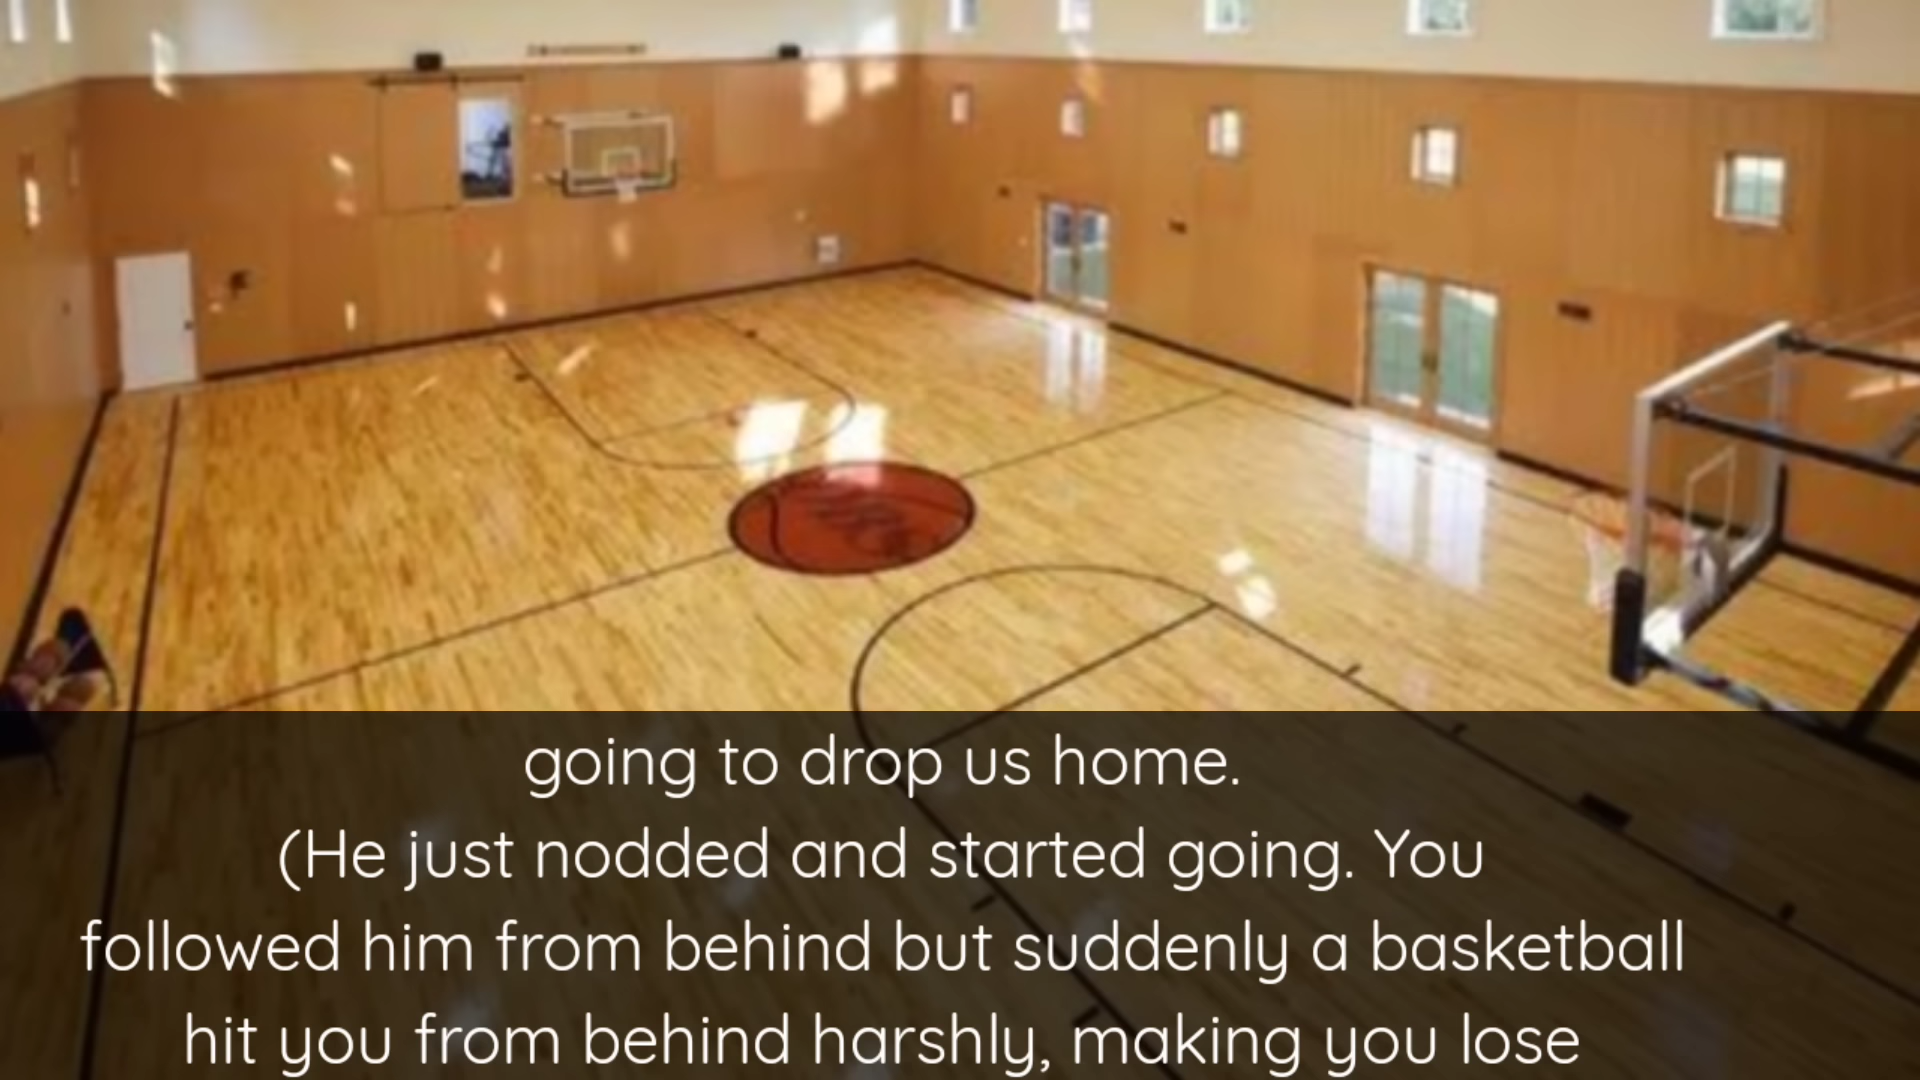 going to drop us home.
(He just nodded and started going. You
followed him from behind but suddenly a basketball
hit you from behind harshly, making you lose